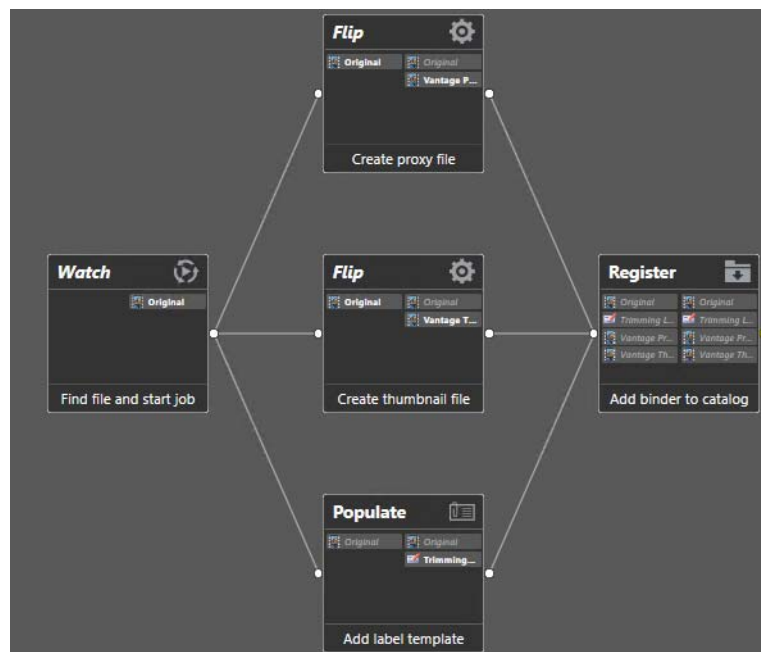 Flip
Original Original
Vantage P...
Create proxy file
Watch
Original
Find file and start job
Flip
Original Original
Vantage T...
Create thumbnail file
Register
Original Original
Trimming L... Trimming L...
Vantage Pr... Vantage Pr...
Vantage Th... Vantage Th...
Add binder to catalog
Populate
Original Original
Trimming...
Add label template